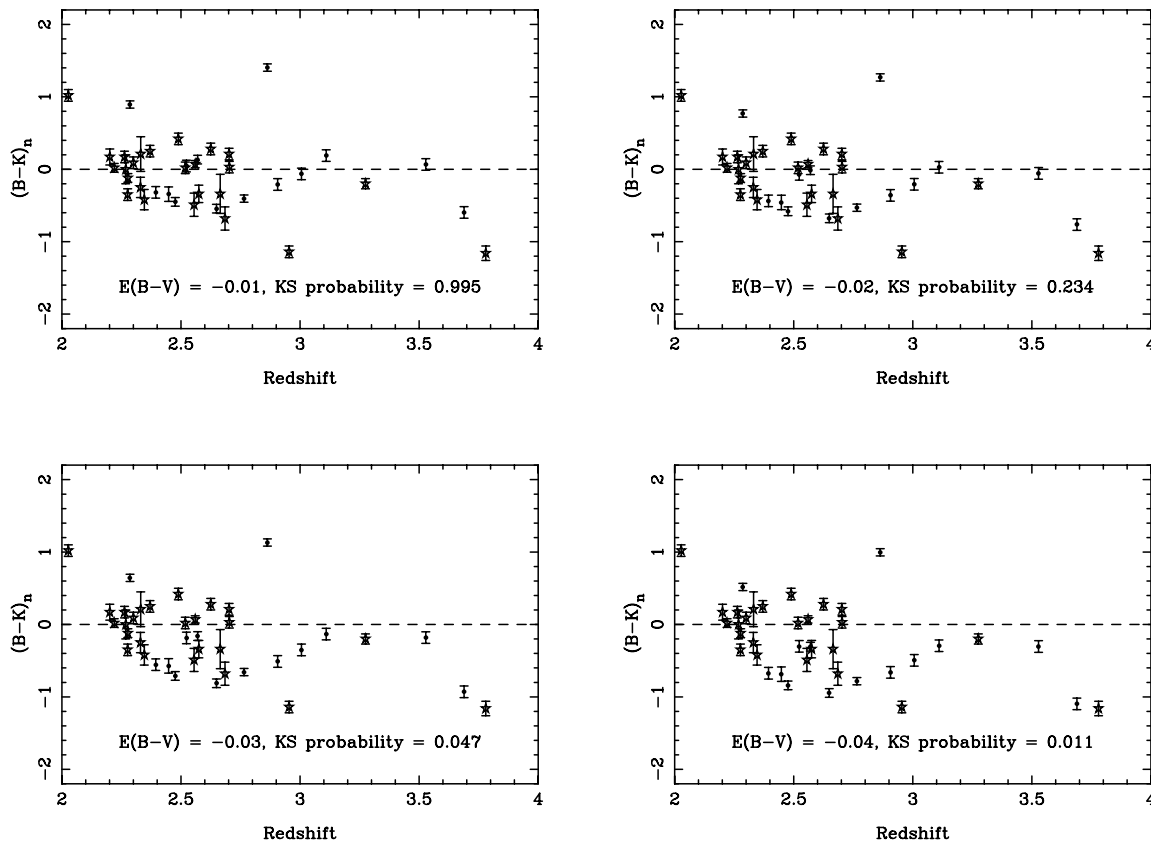 2
1
0
−1
−2
(B−K)n
E(B−V) = −0.01, KS probability = 0.995
2 2.5 3 3.5 4
Redshift
2
1
0
−1
−2
(B−K)n
E(B−V) = −0.02, KS probability = 0.234
2 2.5 3 3.5 4
Redshift
2
1
0
−1
−2
(B−K)n
E(B−V) = −0.03, KS probability = 0.047
2 2.5 3 3.5 4
Redshift
2
1
0
−1
−2
(B−K)n
E(B−V) = −0.04, KS probability = 0.011
2 2.5 3 3.5 4
Redshift